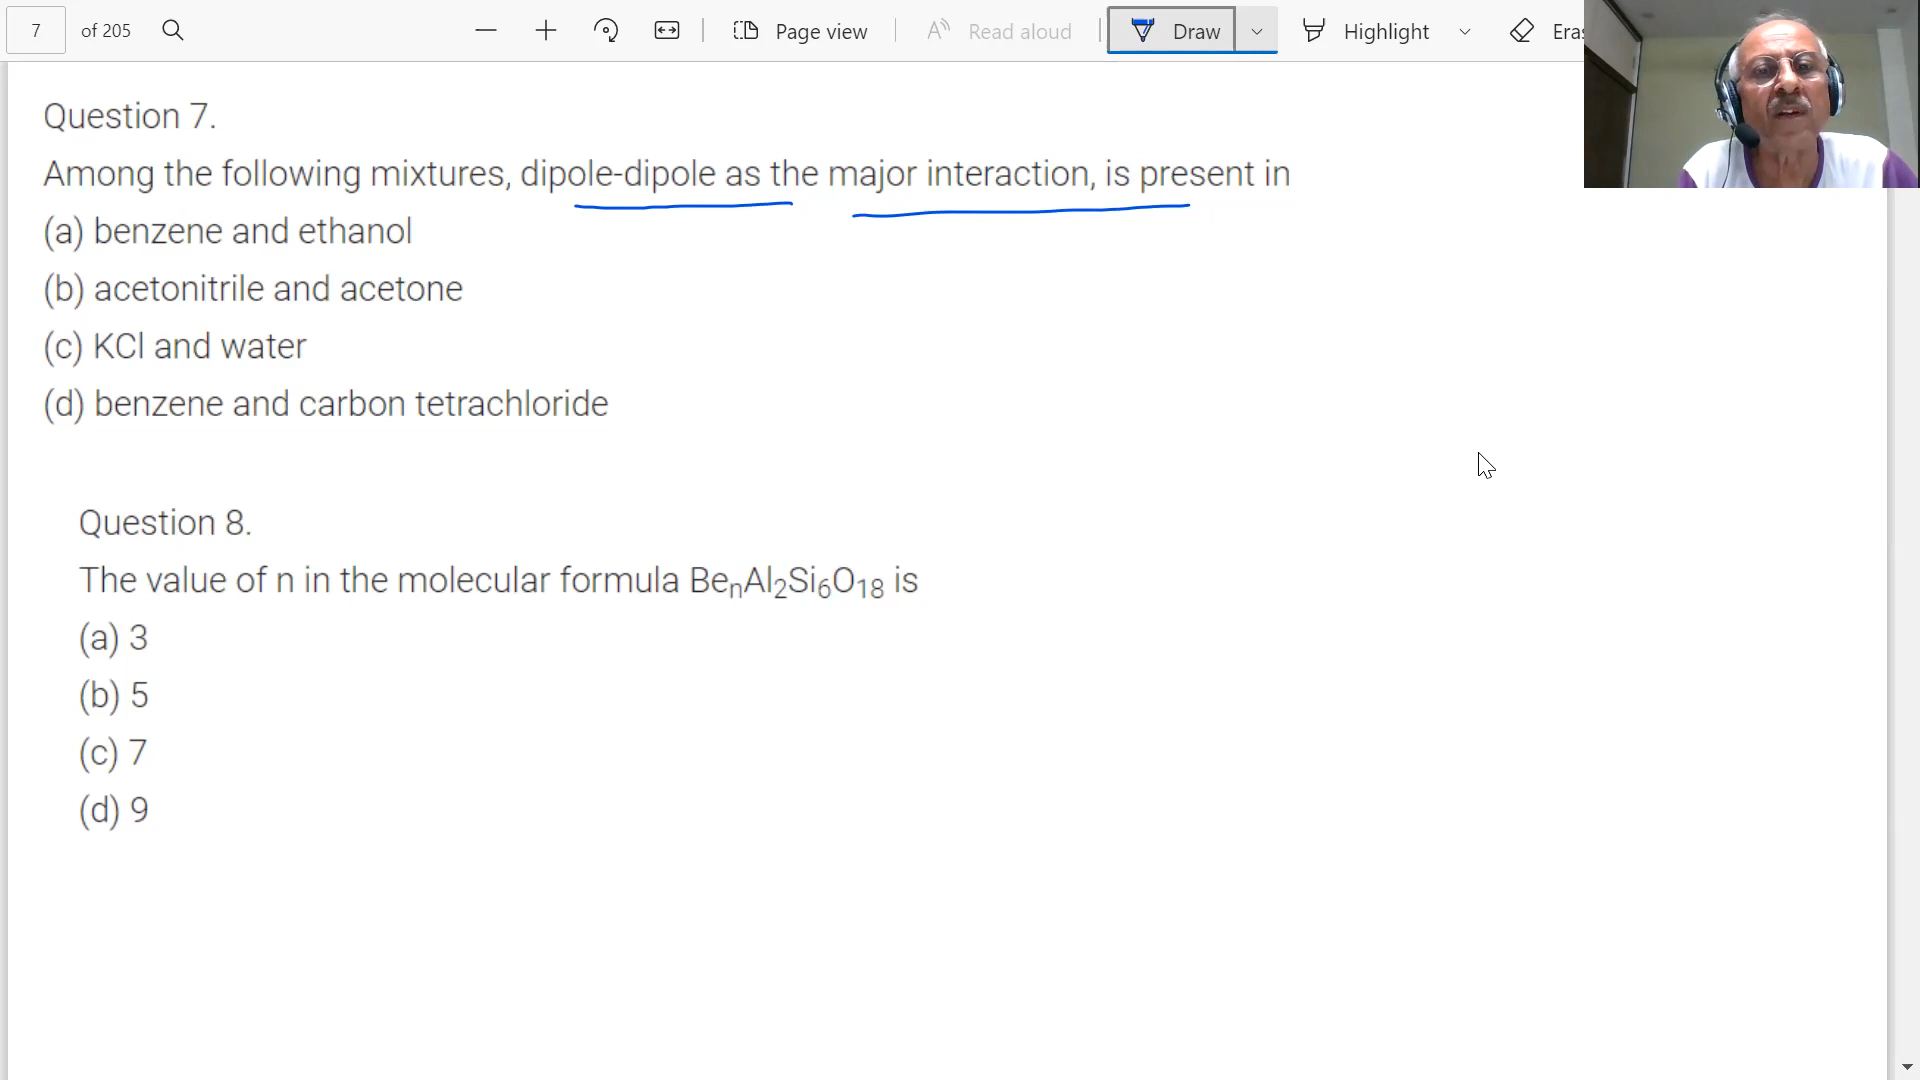 7 of 205 Page view Read aloud Draw Highlight Eras
Question 7.
Among the following mixtures, dipole-dipole as the major interaction, is present in
(a) benzene and ethanol
(b) acetonitrile and acetone
(c) KCl and water
(d) benzene and carbon tetrachloride
Question 8.
The value of n in the molecular formula BenAl2Si6O18 is
(a) 3
(b) 5
(c) 7
(d) 9